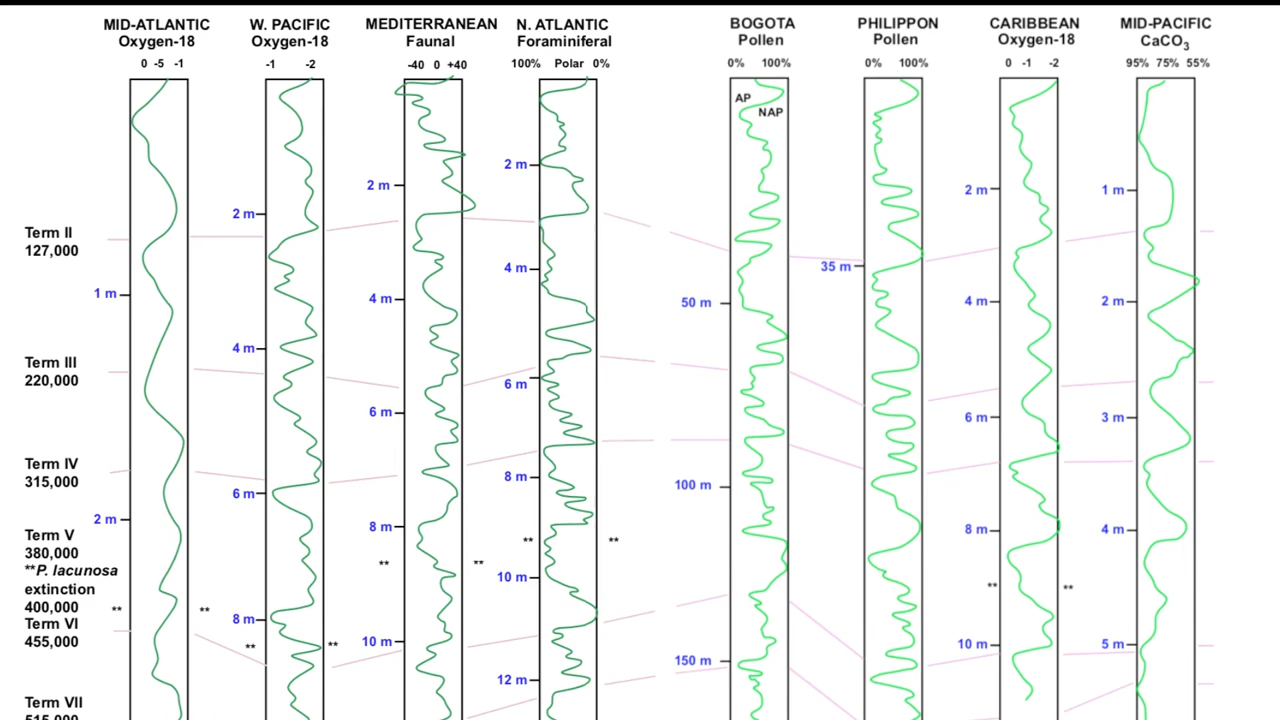 MID-ATLANTIC
Oxygen-18
0 -5 -1
W. PACIFIC
Oxygen-18
-1 -2
MEDITERRANEAN
Faunal
-40 0 +40
N. ATLANTIC
Foraminiferal
100% Polar 0%
BOGOTA
Pollen
0% 100%
PHILIPPON
Pollen
0% 100%
CARIBBEAN
Oxygen-18
0 -1 -2
MID-PACIFIC
CaCO3
95% 75% 55%
Term II
127,000
Term III
220,000
Term IV
315,000
Term V
380,000
**P. lacunosa
extinction
400,000
Term VI
455,000
Term VII
515,000
1 m
2 m
** **
2 m
4 m
6 m
8 m
** **
2 m
4 m
6 m
8 m
** **
10 m
2 m
4 m
6 m
8 m
** **
10 m
12 m
AP
NAP
50 m
100 m
150 m
35 m
2 m
4 m
6 m
8 m
** **
10 m
1 m
2 m
3 m
4 m
5 m